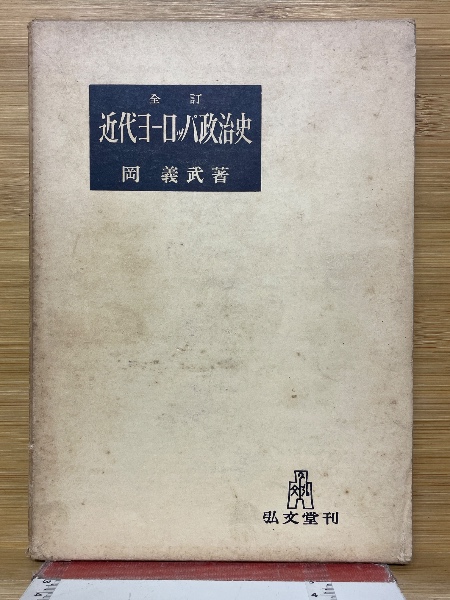 全訂
近代ヨーロッパ政治史
岡義武著
弘文堂刊